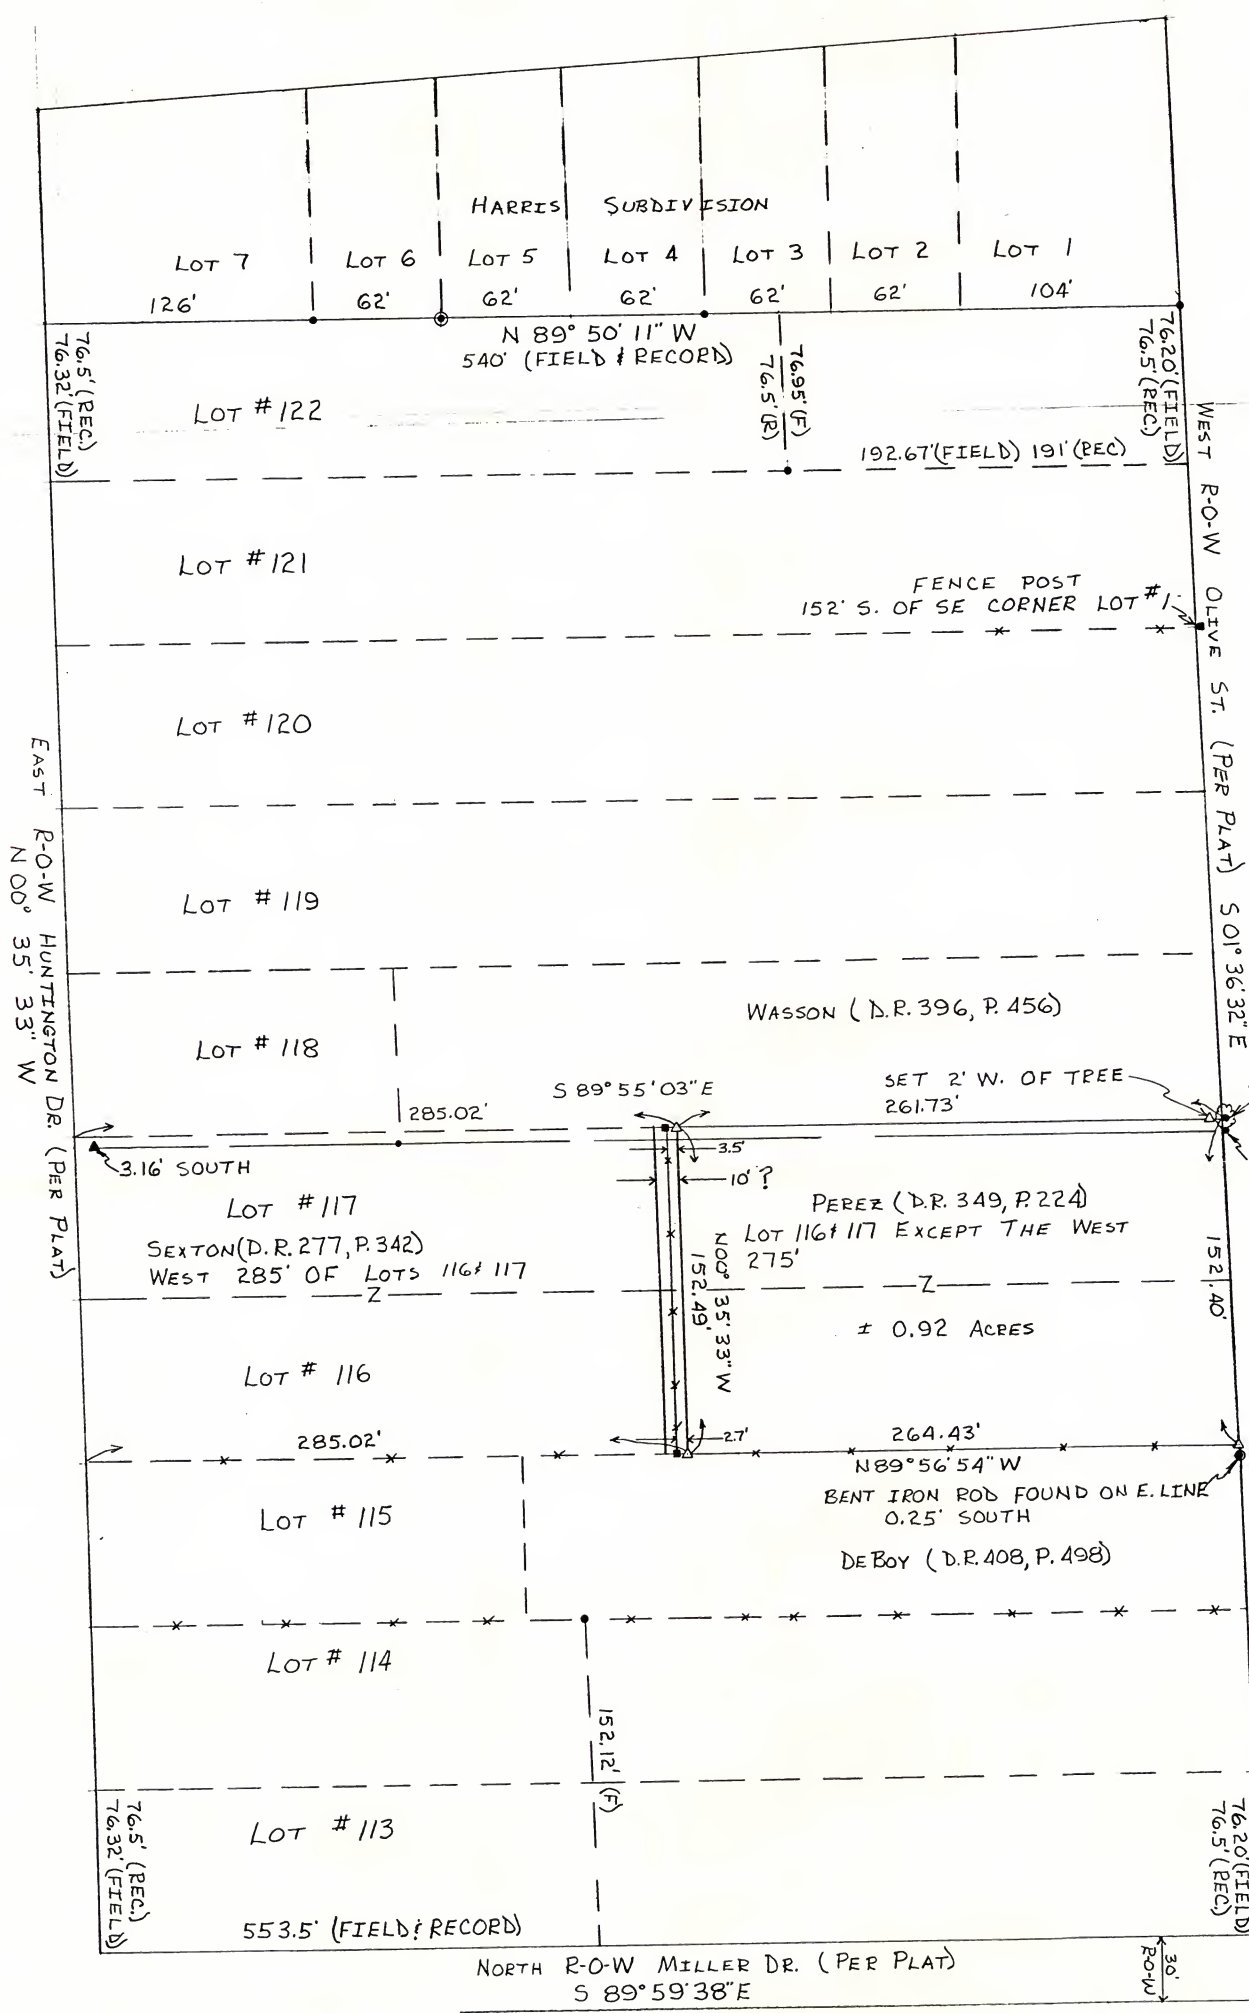 HARRIS SUBDIVISION
LOT 7
LOT 6
LOT 5
LOT 4
LOT 3
LOT 2
LOT 1
126'
62'
62'
62'
62'
62'
104'
N 89° 50' 11" W
540' (FIELD & RECORD)
76.5' (REC.)
76.32' (FIELD)
76.95' (F)
76.5' (R)
76.20' (FIELD)
76.5' (REC.)
LOT #122
192.67' (FIELD) 191' (REC)
WEST R-O-W OLIVE ST. (PER PLAT) S 01° 36' 32" E
LOT #121
FENCE POST
152' S. OF SE CORNER LOT #1
LOT #120
EAST R-O-W HUNTINGTON DR. (PER PLAT)
N 00° 35' 33" W
LOT #119
WASSON (D.R. 396, P. 456)
LOT #118
S 89° 55' 03" E
SET 2' W. OF TREE
285.02'
261.73'
3.16' SOUTH
3.5'
10' ?
LOT #117
SEXTON (D.R. 277, P. 342)
WEST 285' OF LOTS 116 & 117
PEREZ (D.R. 349, P. 224)
LOT 116 & 117 EXCEPT THE WEST
275'
N 00° 35' 33" W
152.49'
152.40'
Z
Z
± 0.92 ACRES
LOT # 116
285.02'
2.7'
264.43'
N 89° 56' 54" W
BENT IRON ROD FOUND ON E. LINE
0.25' SOUTH
LOT #115
DEBOY (D.R. 408, P. 498)
LOT # 114
152.12' (F)
LOT #113
76.5' (REC.)
76.32' (FIELD)
76.20' (FIELD)
76.5' (REC.)
553.5' (FIELD & RECORD)
NORTH R-O-W MILLER DR. (PER PLAT)
S 89° 59' 38" E
30'
R-O-W